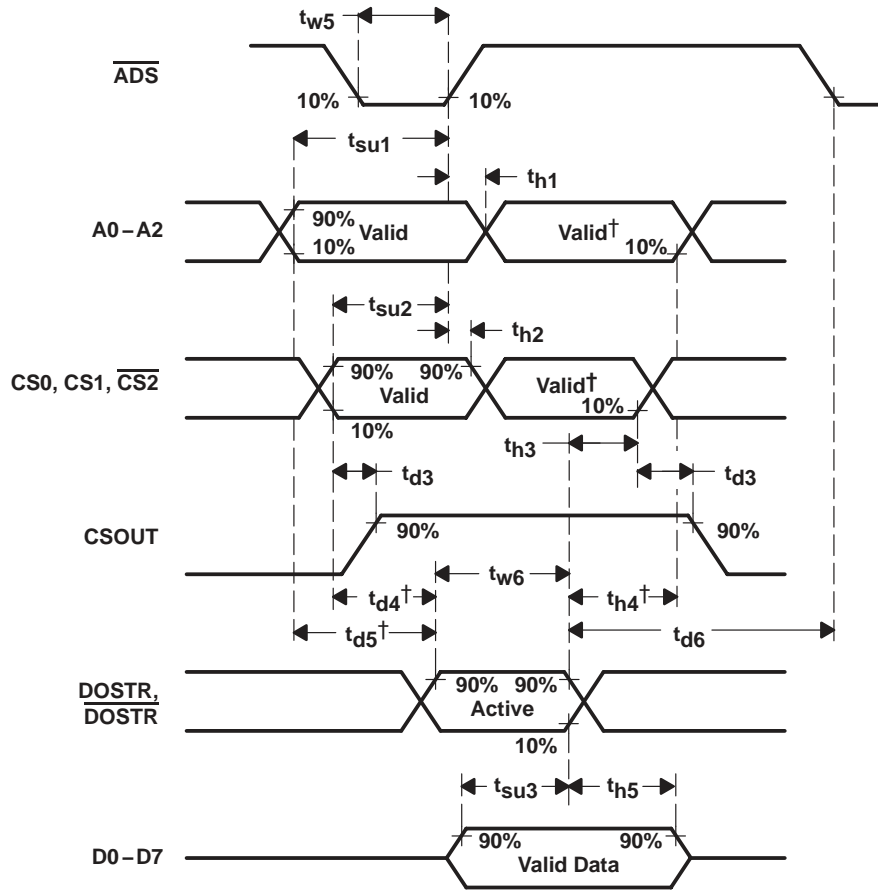 tw5
ADS
10% 10%
tsu1
th1
A0–A2
90%
Valid
10%
Valid†
10%
tsu2
th2
CS0, CS1, CS2
90% 90%
Valid
10%
Valid†
10%
th3
td3
td3
CSOUT
90%
90%
tw6
td4†
th4†
td5†
td6
DOSTR,
DOSTR
90% 90%
Active
10%
tsu3
th5
D0–D7
90% 90%
Valid Data